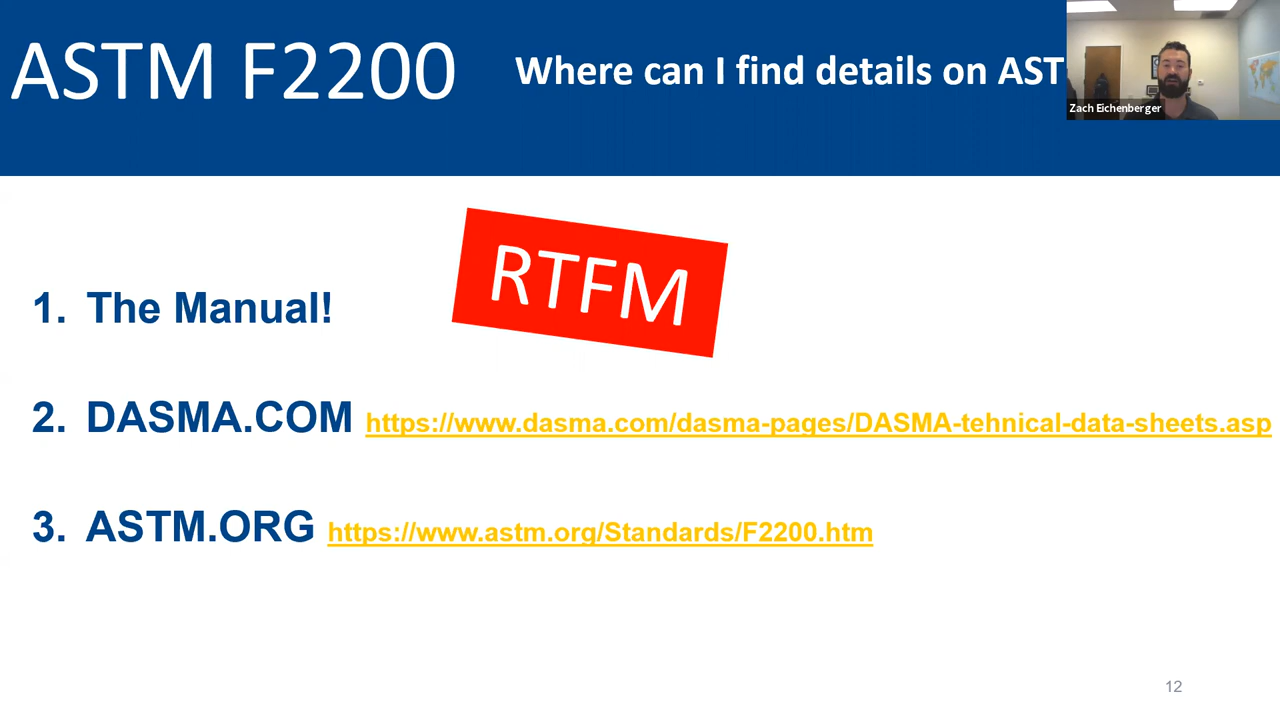 ASTM F2200
Where can I find details on AST
Zach Eichenberger
RTFM
1. The Manual!
2. DASMA.COM https://www.dasma.com/dasma-pages/DASMA-tehnical-data-sheets.asp
3. ASTM.ORG https://www.astm.org/Standards/F2200.htm
12